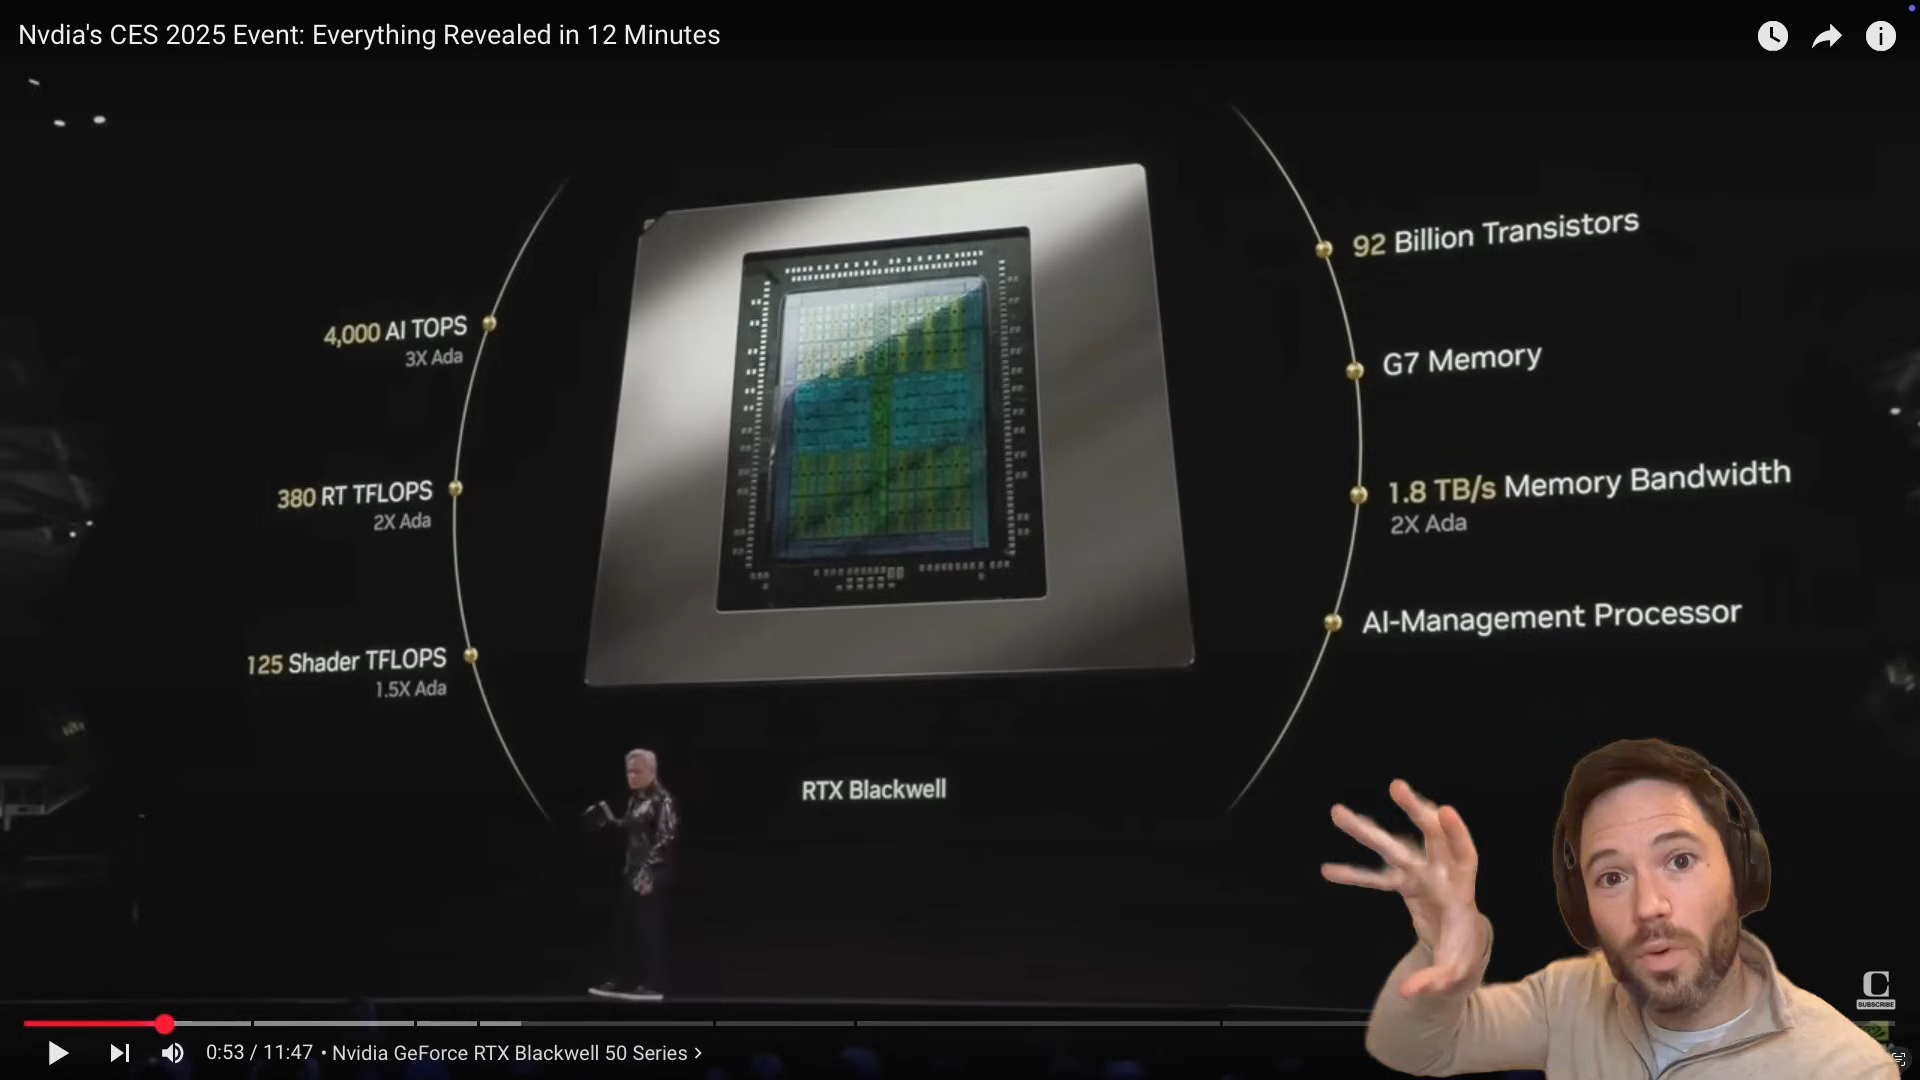 Nvdia's CES 2025 Event: Everything Revealed in 12 Minutes
4,000 AI TOPS
3X Ada
380 RT TFLOPS
2X Ada
125 Shader TFLOPS
1.5X Ada
92 Billion Transistors
G7 Memory
1.8 TB/s Memory Bandwidth
2X Ada
AI-Management Processor
RTX Blackwell
C
SUBSCRIBE
0:53 / 11:47 • Nvidia GeForce RTX Blackwell 50 Series >